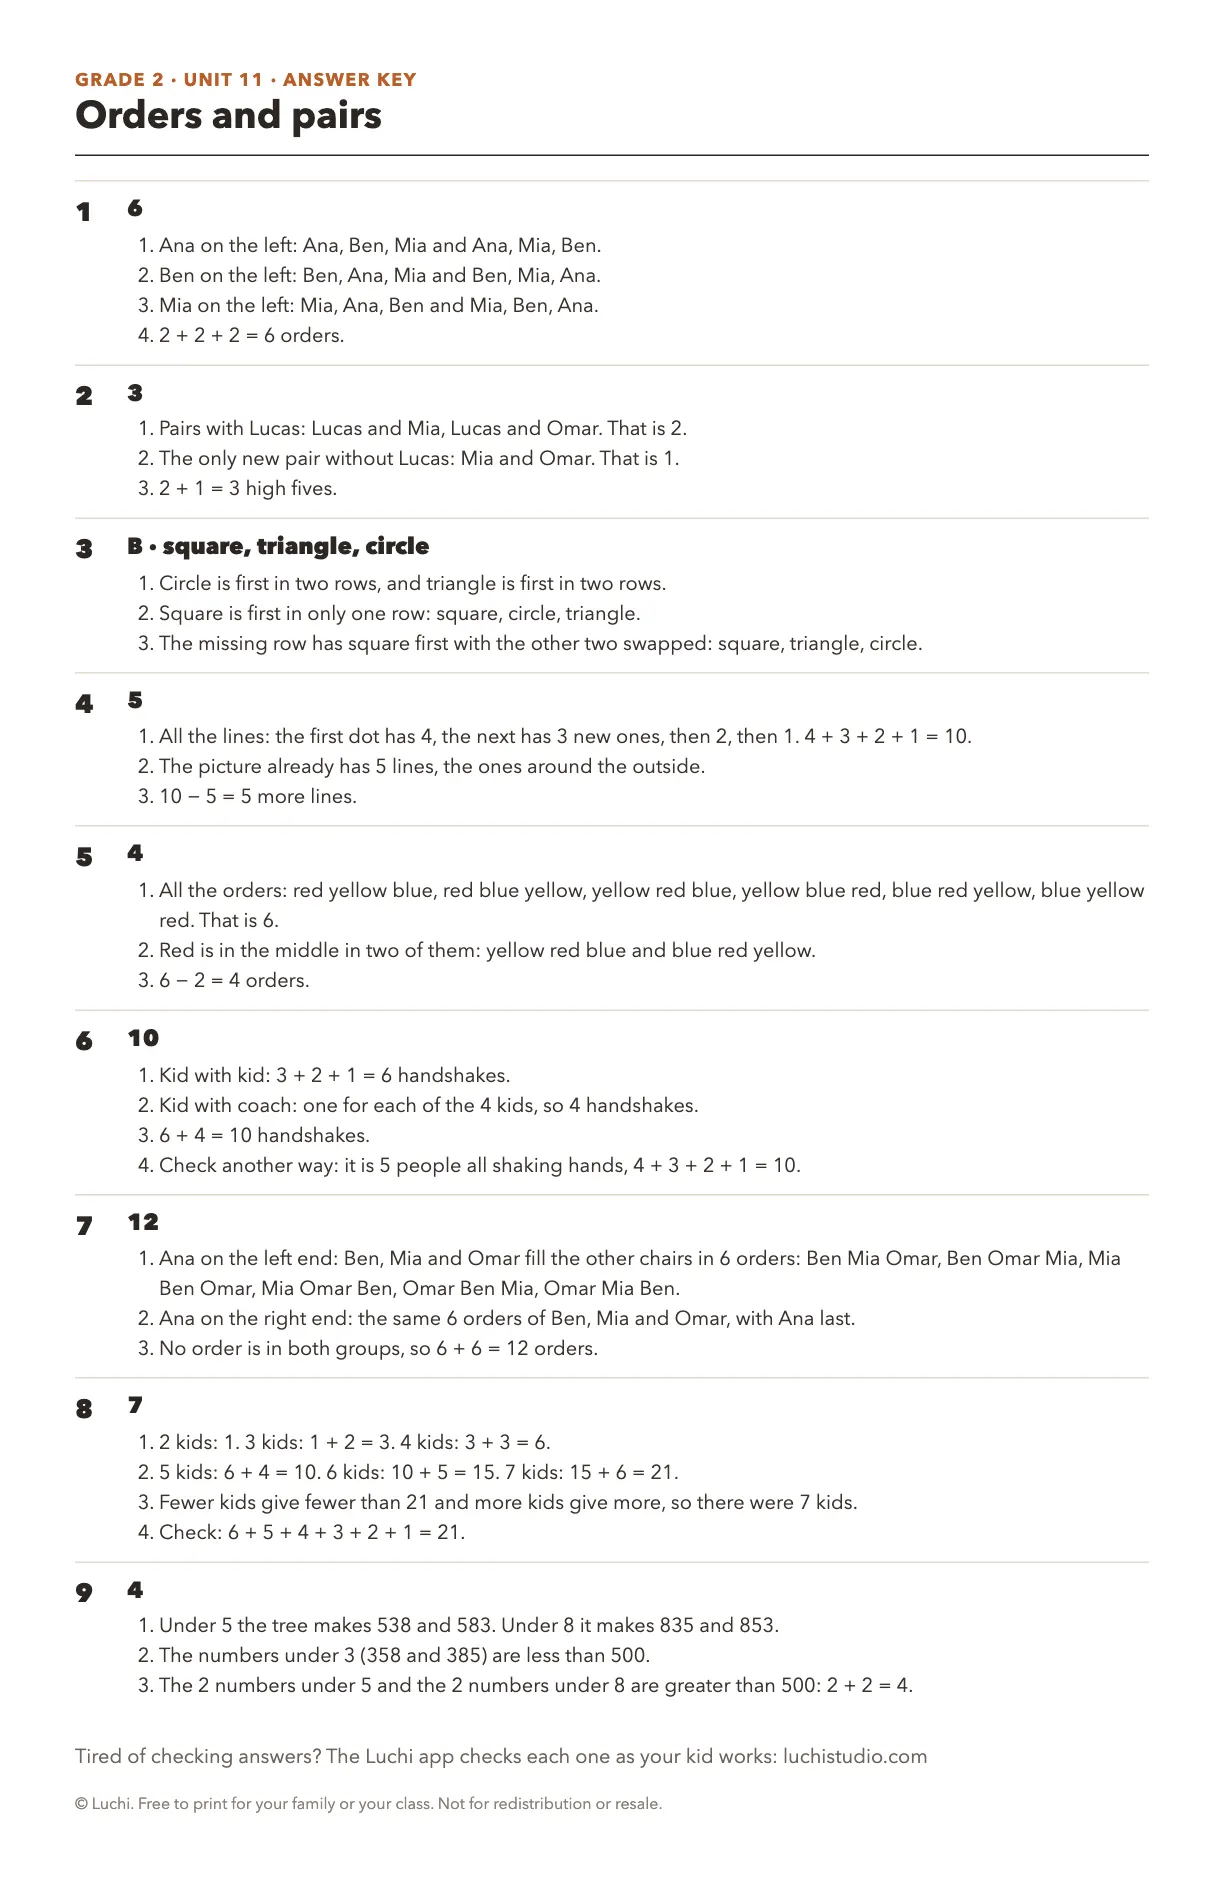 GRADE 2 · UNIT 11 · ANSWER KEY
Orders and pairs
1 6
1. Ana on the left: Ana, Ben, Mia and Ana, Mia, Ben.
2. Ben on the left: Ben, Ana, Mia and Ben, Mia, Ana.
3. Mia on the left: Mia, Ana, Ben and Mia, Ben, Ana.
4. 2 + 2 + 2 = 6 orders.
2 3
1. Pairs with Lucas: Lucas and Mia, Lucas and Omar. That is 2.
2. The only new pair without Lucas: Mia and Omar. That is 1.
3. 2 + 1 = 3 high fives.
3 B · square, triangle, circle
1. Circle is first in two rows, and triangle is first in two rows.
2. Square is first in only one row: square, circle, triangle.
3. The missing row has square first with the other two swapped: square, triangle, circle.
4 5
1. All the lines: the first dot has 4, the next has 3 new ones, then 2, then 1. 4 + 3 + 2 + 1 = 10.
2. The picture already has 5 lines, the ones around the outside.
3. 10 − 5 = 5 more lines.
5 4
1. All the orders: red yellow blue, red blue yellow, yellow red blue, yellow blue red, blue red yellow, blue yellow
red. That is 6.
2. Red is in the middle in two of them: yellow red blue and blue red yellow.
3. 6 − 2 = 4 orders.
6 10
1. Kid with kid: 3 + 2 + 1 = 6 handshakes.
2. Kid with coach: one for each of the 4 kids, so 4 handshakes.
3. 6 + 4 = 10 handshakes.
4. Check another way: it is 5 people all shaking hands, 4 + 3 + 2 + 1 = 10.
7 12
1. Ana on the left end: Ben, Mia and Omar fill the other chairs in 6 orders: Ben Mia Omar, Ben Omar Mia, Mia
Ben Omar, Mia Omar Ben, Omar Ben Mia, Omar Mia Ben.
2. Ana on the right end: the same 6 orders of Ben, Mia and Omar, with Ana last.
3. No order is in both groups, so 6 + 6 = 12 orders.
8 7
1. 2 kids: 1. 3 kids: 1 + 2 = 3. 4 kids: 3 + 3 = 6.
2. 5 kids: 6 + 4 = 10. 6 kids: 10 + 5 = 15. 7 kids: 15 + 6 = 21.
3. Fewer kids give fewer than 21 and more kids give more, so there were 7 kids.
4. Check: 6 + 5 + 4 + 3 + 2 + 1 = 21.
9 4
1. Under 5 the tree makes 538 and 583. Under 8 it makes 835 and 853.
2. The numbers under 3 (358 and 385) are less than 500.
3. The 2 numbers under 5 and the 2 numbers under 8 are greater than 500: 2 + 2 = 4.
Tired of checking answers? The Luchi app checks each one as your kid works: luchistudio.com
© Luchi. Free to print for your family or your class. Not for redistribution or resale.